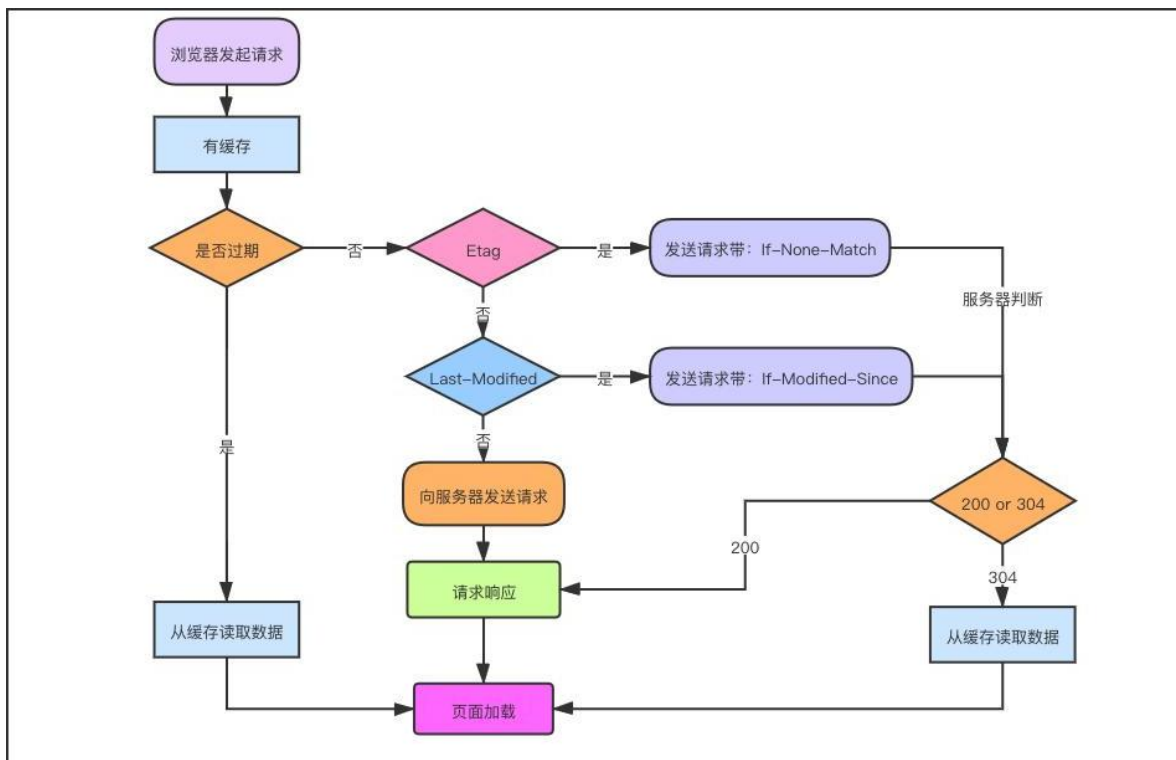 浏览器发起请求
有缓存
是否过期
否
Etag
是
发送请求带：If-None-Match
服务器判断
否
Last-Modified
是
发送请求带：If-Modified-Since
是
否
向服务器发送请求
200 or 304
200
304
请求响应
从缓存读取数据
从缓存读取数据
页面加载